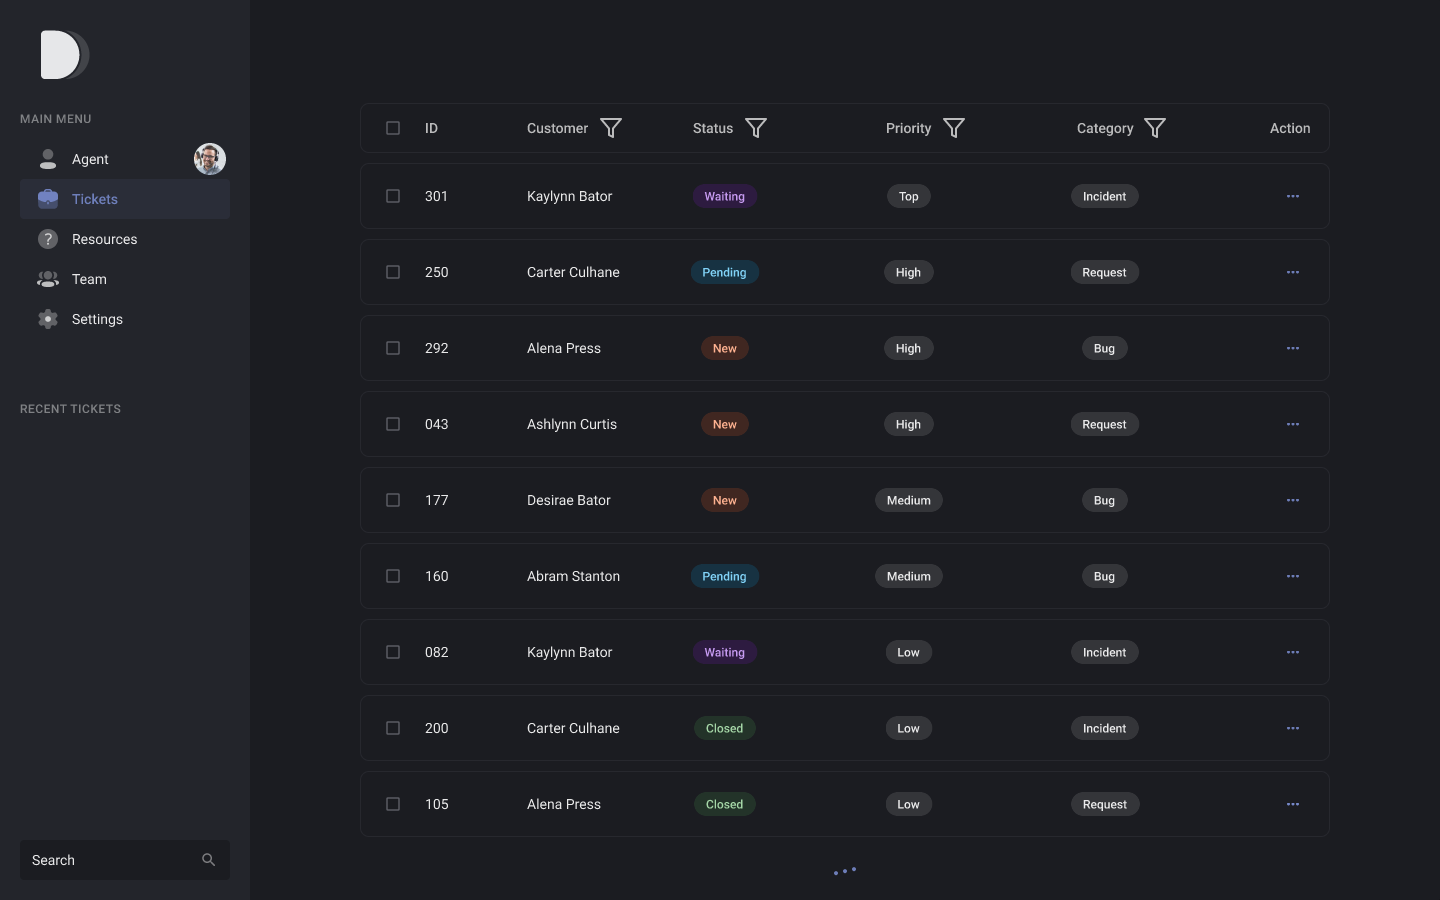 MAIN MENU
Agent
Tickets
Resources
Team
Settings
RECENT TICKETS
Search
ID Customer Status Priority Category Action
301 Kaylynn Bator Waiting Top Incident
250 Carter Culhane Pending High Request
292 Alena Press New High Bug
043 Ashlynn Curtis New High Request
177 Desirae Bator New Medium Bug
160 Abram Stanton Pending Medium Bug
082 Kaylynn Bator Waiting Low Incident
200 Carter Culhane Closed Low Incident
105 Alena Press Closed Low Request